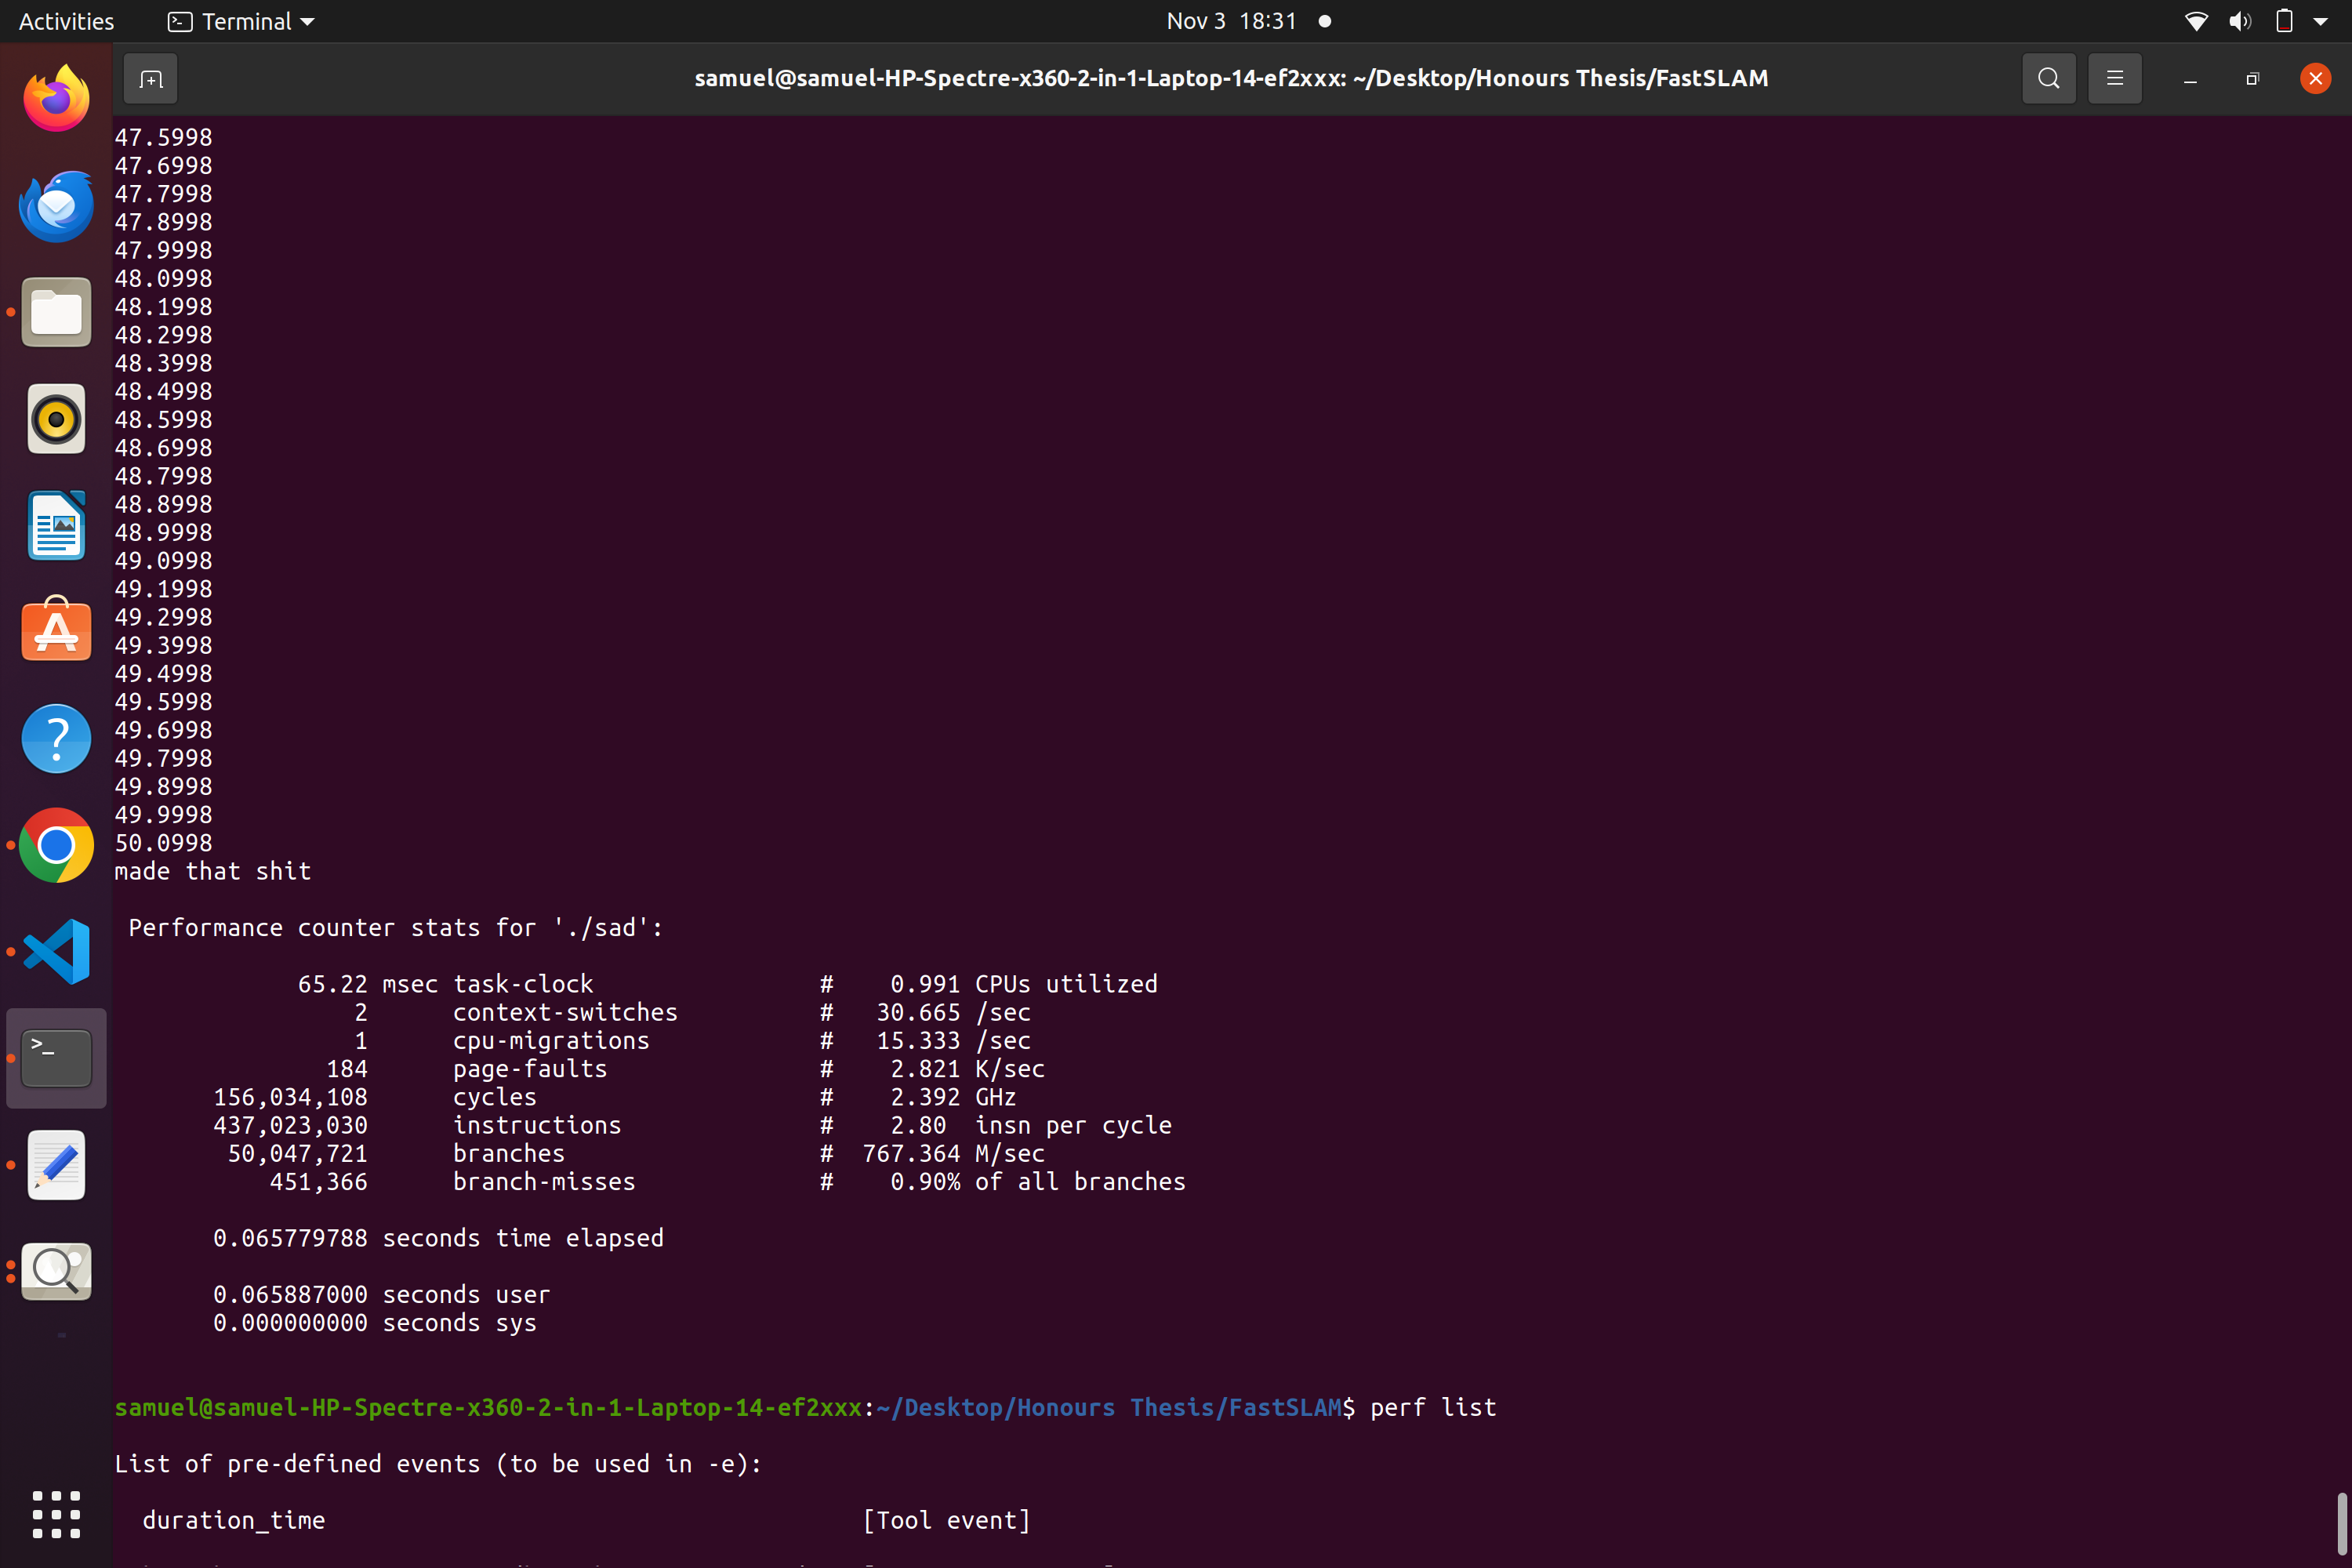 Activities Terminal Nov 3 18:31
samuel@samuel-HP-Spectre-x360-2-in-1-Laptop-14-ef2xxx: ~/Desktop/Honours Thesis/FastSLAM
47.5998
47.6998
47.7998
47.8998
47.9998
48.0998
48.1998
48.2998
48.3998
48.4998
48.5998
48.6998
48.7998
48.8998
48.9998
49.0998
49.1998
49.2998
49.3998
49.4998
49.5998
49.6998
49.7998
49.8998
49.9998
50.0998
made that shit
Performance counter stats for './sad':
65.22 msec task-clock # 0.991 CPUs utilized
2 context-switches # 30.665 /sec
1 cpu-migrations # 15.333 /sec
184 page-faults # 2.821 K/sec
156,034,108 cycles # 2.392 GHz
437,023,030 instructions # 2.80 insn per cycle
50,047,721 branches # 767.364 M/sec
451,366 branch-misses # 0.90% of all branches
0.065779788 seconds time elapsed
0.065887000 seconds user
0.000000000 seconds sys
samuel@samuel-HP-Spectre-x360-2-in-1-Laptop-14-ef2xxx:~/Desktop/Honours Thesis/FastSLAM$ perf list
List of pre-defined events (to be used in -e):
duration_time [Tool event]